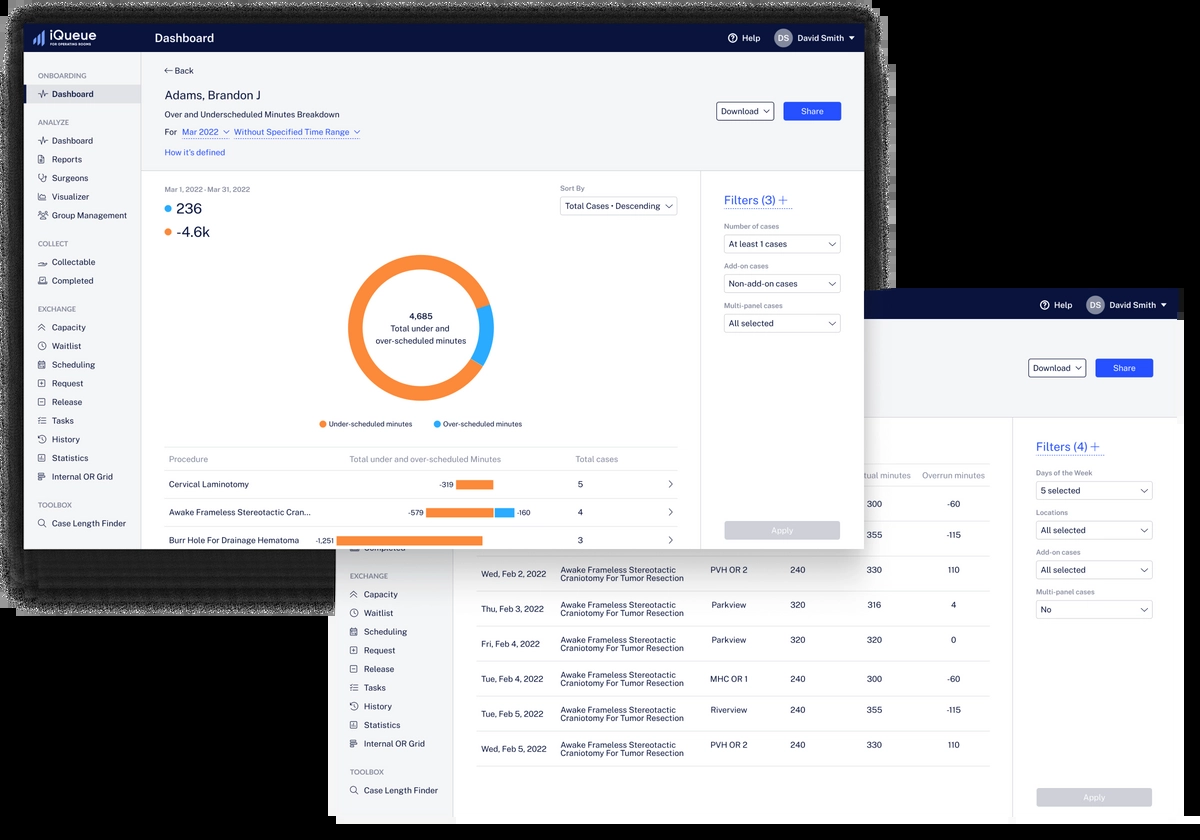 iQueue
FOR OPERATING ROOMS
Dashboard
Help
DS
David Smith
ONBOARDING
Dashboard
ANALYZE
Dashboard
Reports
Surgeons
Visualizer
Group Management
COLLECT
Collectable
Completed
EXCHANGE
Capacity
Waitlist
Scheduling
Request
Release
Tasks
History
Statistics
Internal OR Grid
TOOLBOX
Case Length Finder
Back
Adams, Brandon J
Over and Underscheduled Minutes Breakdown
For Mar 2022 Without Specified Time Range
How it's defined
Download
Share
Mar 1, 2022 - Mar 31, 2022
236
-4.6k
Sort By
Total Cases • Descending
4,685
Total under and
over-scheduled minutes
Under-scheduled minutes
Over-scheduled minutes
Procedure Total under and over-scheduled Minutes Total cases
Cervical Laminotomy -319 5
Awake Frameless Stereotactic Cran... -579 -160 4
Burr Hole For Drainage Hematoma -1,251 3
Filters (3) +
Number of cases
At least 1 cases
Add-on cases
Non-add-on cases
Multi-panel cases
All selected
Apply
Help
DS
David Smith
Download
Share
tual minutes Overrun minutes
300 -60
355 -115
Wed, Feb 2, 2022 Awake Frameless Stereotactic PVH OR 2 240 330 110
Craniotomy For Tumor Resection
Thu, Feb 3, 2022 Awake Frameless Stereotactic Parkview 320 316 4
Craniotomy For Tumor Resection
Fri, Feb 4, 2022 Awake Frameless Stereotactic Parkview 320 320 0
Craniotomy For Tumor Resection
Tue, Feb 4, 2022 Awake Frameless Stereotactic MHC OR 1 240 300 -60
Craniotomy For Tumor Resection
Tue, Feb 5, 2022 Awake Frameless Stereotactic Riverview 240 355 -115
Craniotomy For Tumor Resection
Wed, Feb 5, 2022 Awake Frameless Stereotactic PVH OR 2 240 330 110
Craniotomy For Tumor Resection
Completed
EXCHANGE
Capacity
Waitlist
Scheduling
Request
Release
Tasks
History
Statistics
Internal OR Grid
TOOLBOX
Case Length Finder
Filters (4) +
Days of the Week
5 selected
Locations
All selected
Add-on cases
All selected
Multi-panel cases
No
Apply